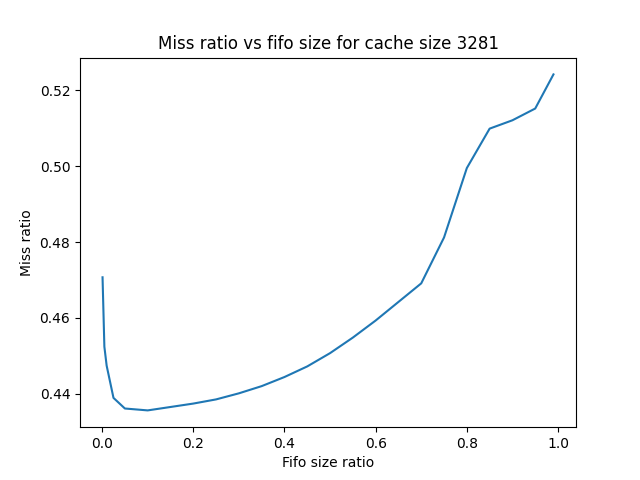 Miss ratio vs fifo size for cache size 3281
0.52
0.50
0.48
0.46
0.44
Miss ratio
0.0 0.2 0.4 0.6 0.8 1.0
Fifo size ratio